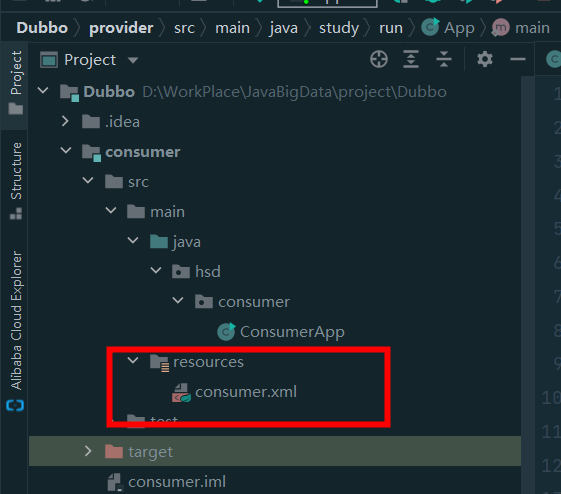 Dubbo provider src main java study run App main
Project
Dubbo D:\WorkPlace\JavaBigData\project\Dubbo
.idea
consumer
src
main
java
hsd
consumer
ConsumerApp
resources
consumer.xml
test
target
consumer.iml
Project
Structure
Alibaba Cloud Explorer
1
2
3
4
5
6
7
8
9
10
11
12